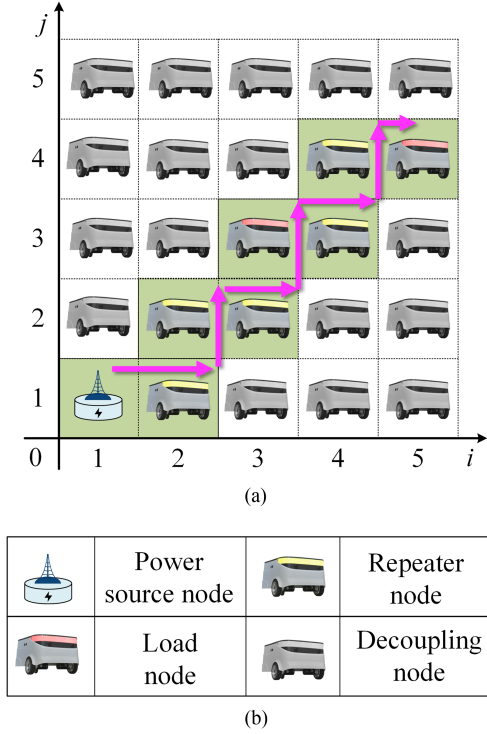 j
5
4
3
2
1
0 1 2 3 4 5 i
(a)
Power source node
Repeater node
Load node
Decoupling node
(b)